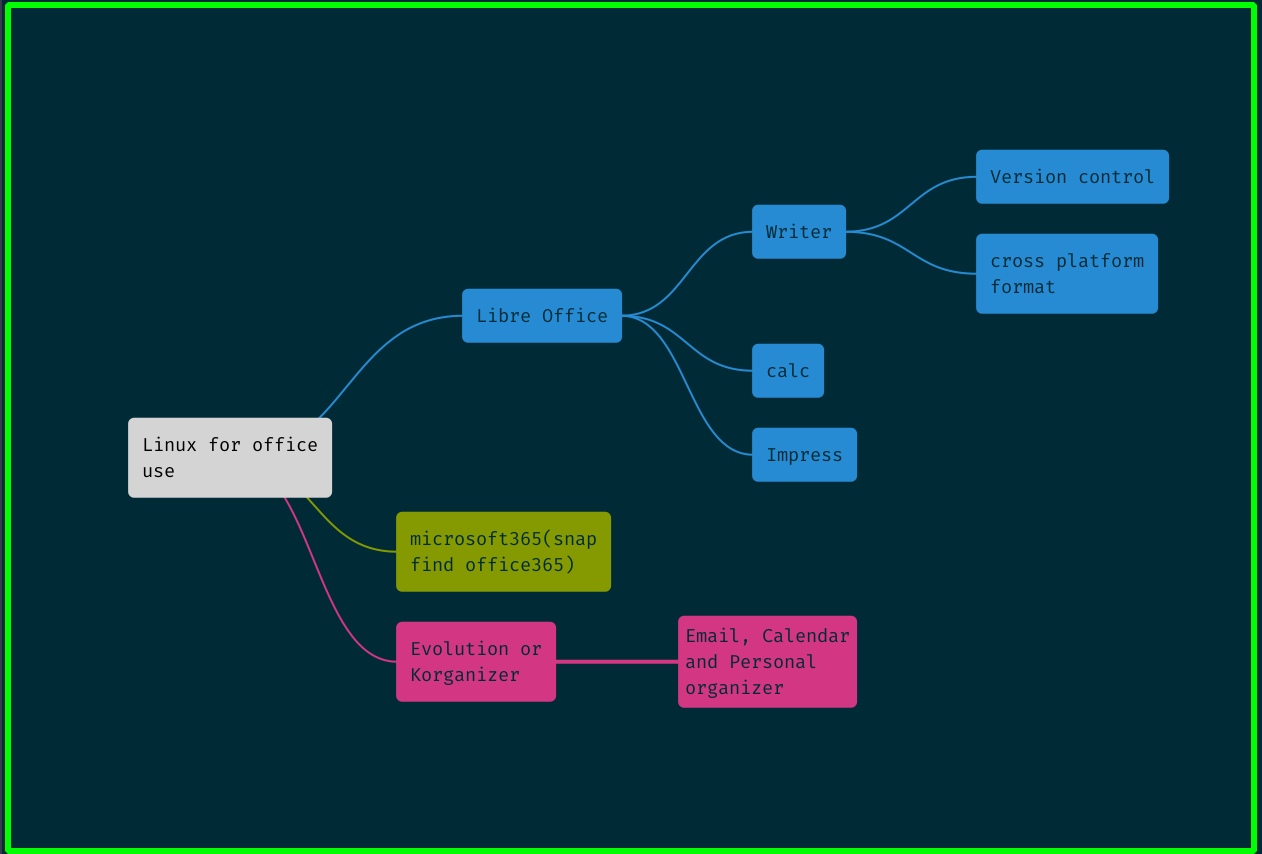 Linux for office
use
Libre Office
Writer
Version control
cross platform
format
calc
Impress
microsoft365(snap
find office365)
Evolution or
Korganizer
Email, Calendar
and Personal
organizer